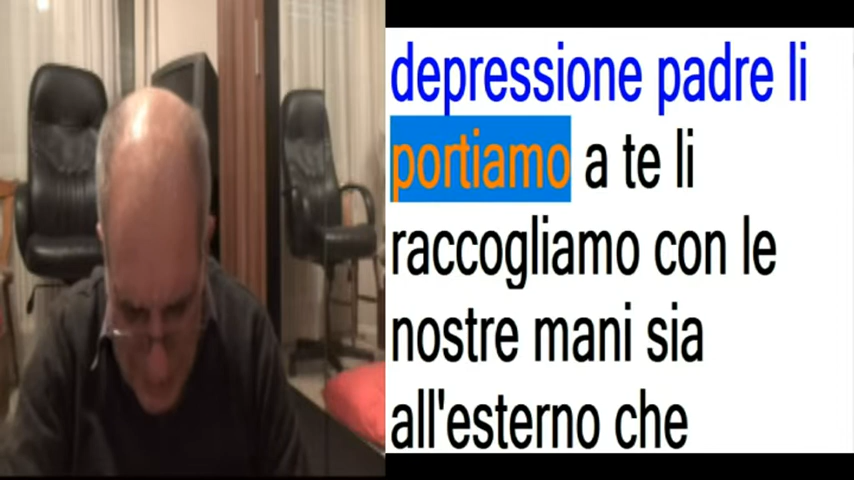 depressione padre li
portiamo a te li
raccogliamo con le
nostre mani sia
all'esterno che